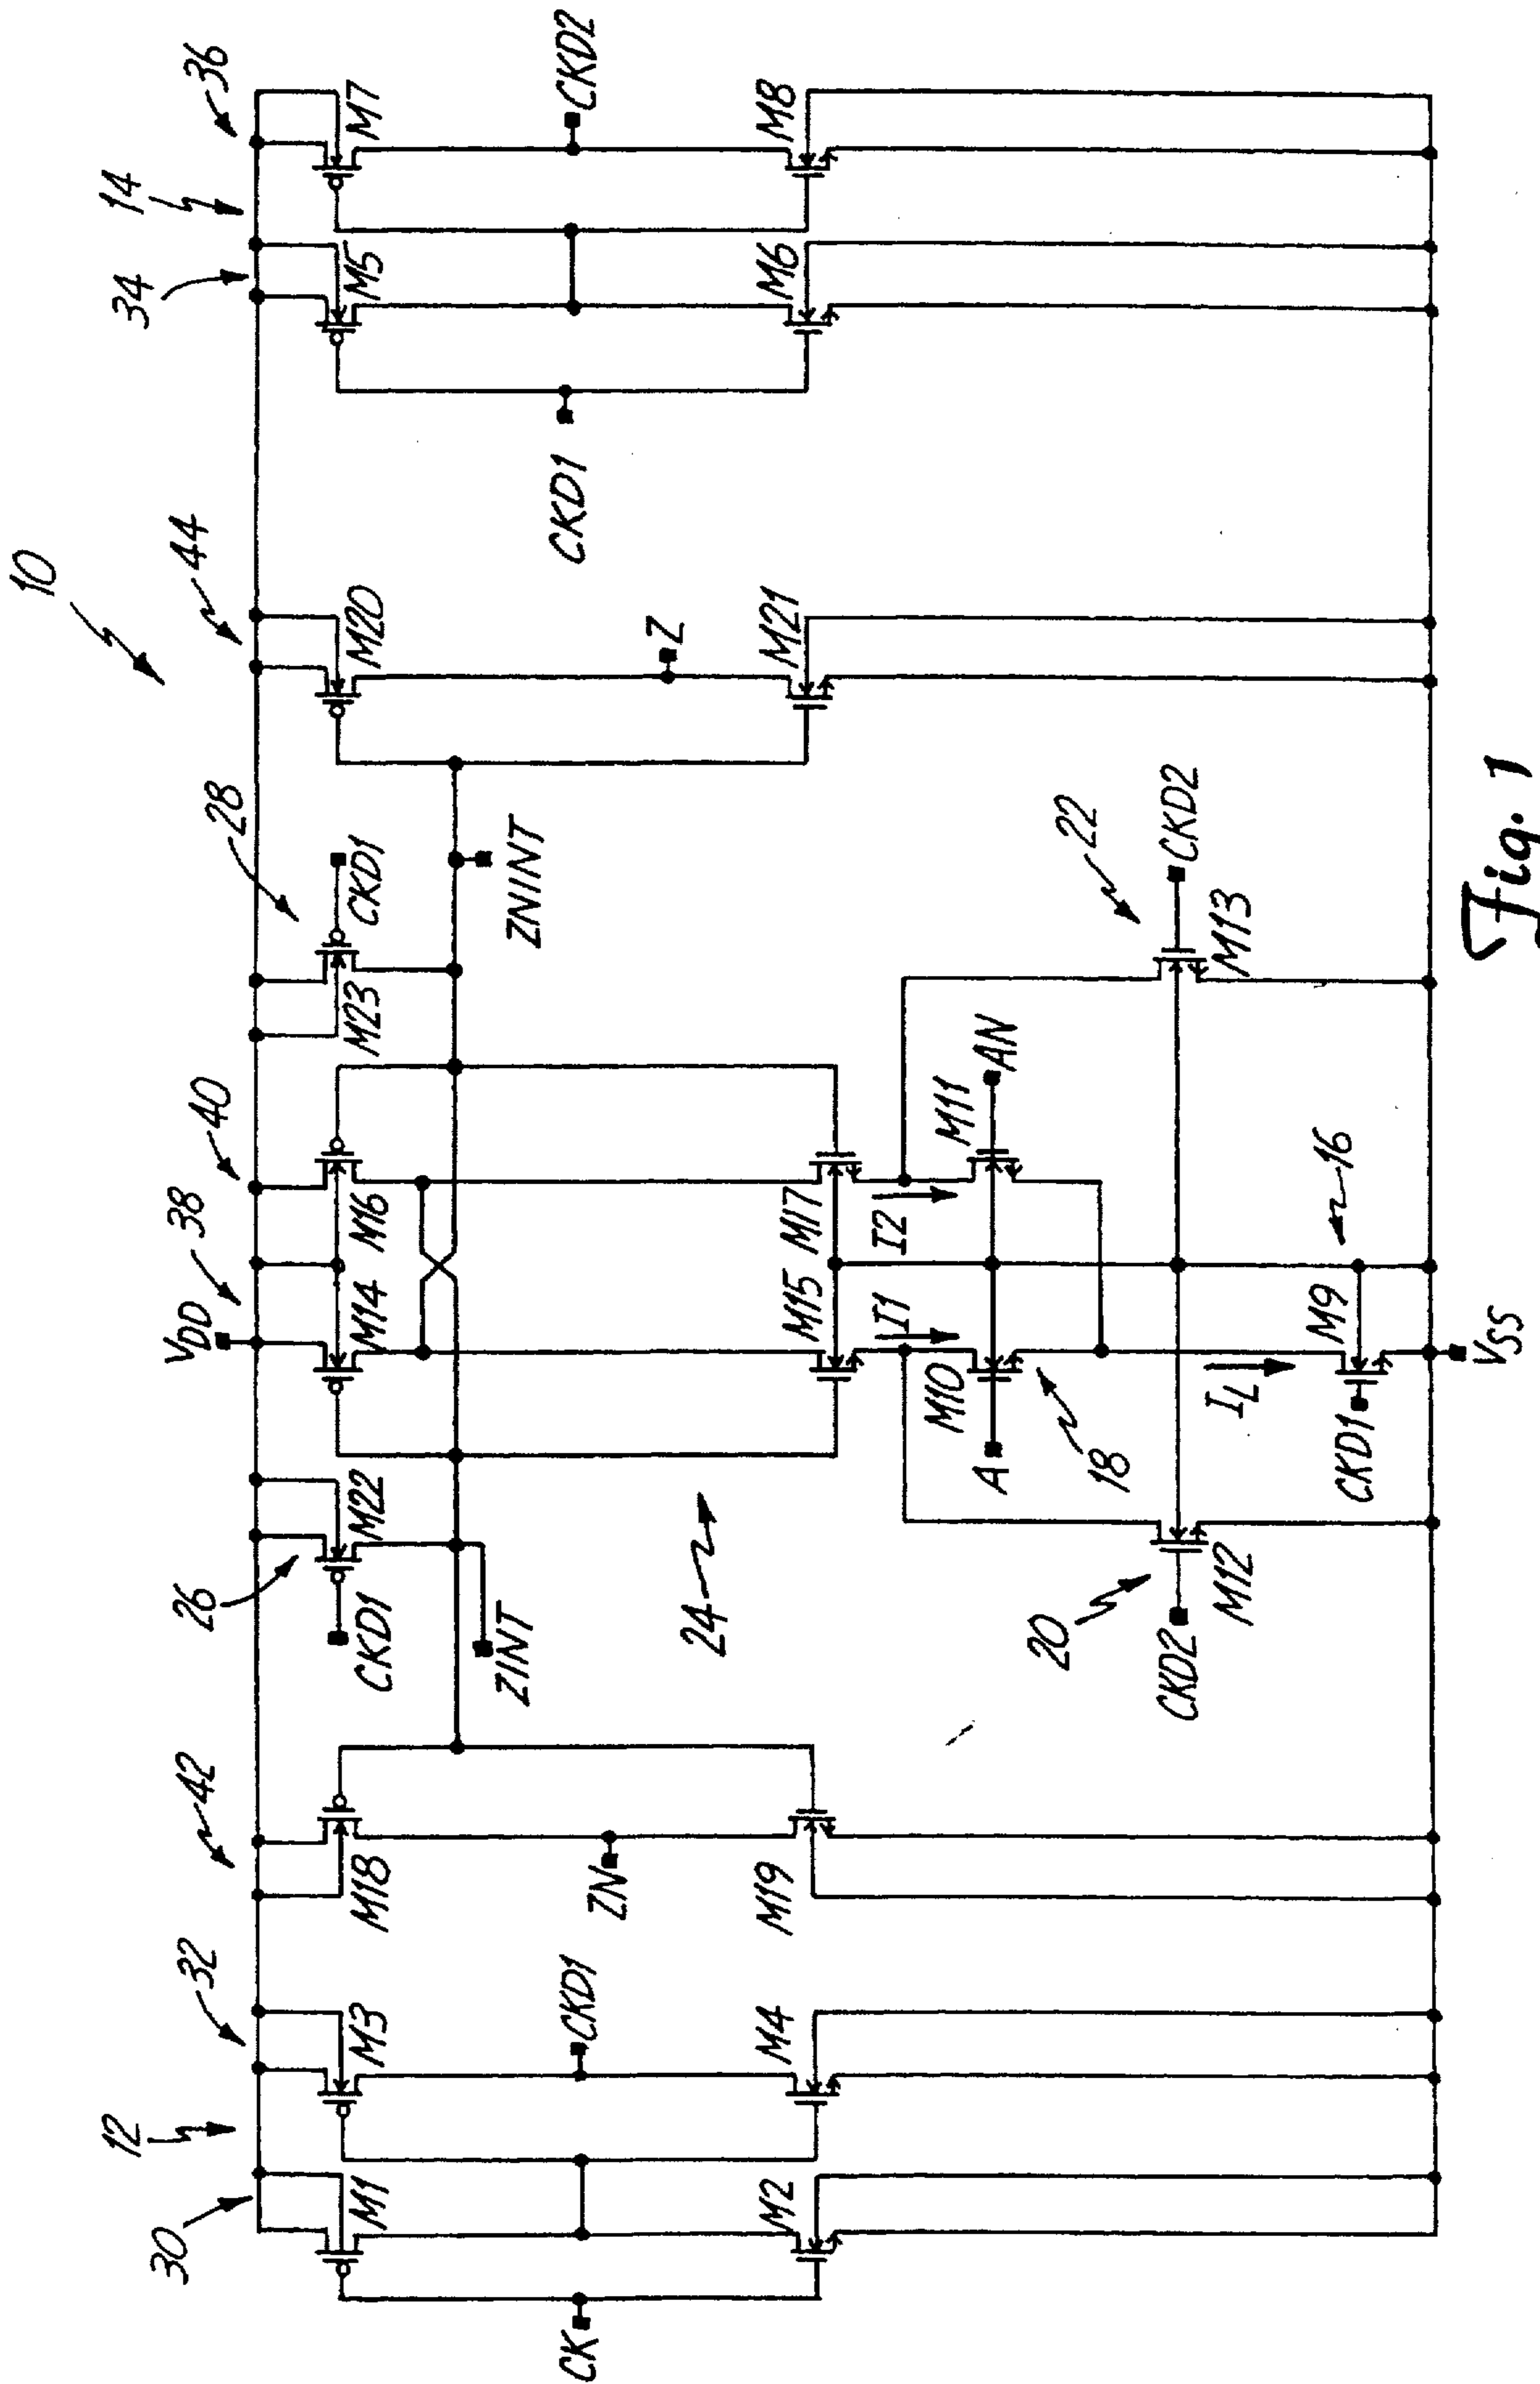 10
30
12
32
42
26
VDD
38
40
28
44
34
14
36
M1
M3
M18
CKD1
M22
M14
M16
M23
CKD1
M20
M5
M7
ZINT
ZNINT
CK
CKD1
ZN
24
Z
CKD1
CKD2
M2
M4
M19
M15
M17
M21
M6
M8
I1
I2
A
M10
M11
AN
18
20
22
CKD2
M12
M13
CKD2
IL
16
CKD1
M9
VSS
Fig. 1